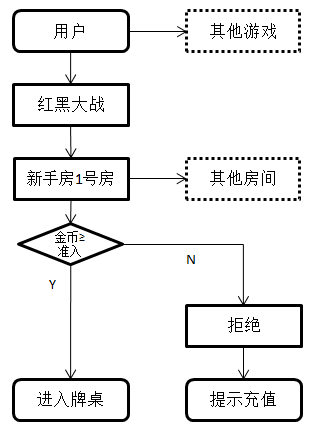 用户
其他游戏
红黑大战
新手房1号房
其他房间
金币≥
准入
N
Y
拒绝
进入牌桌
提示充值